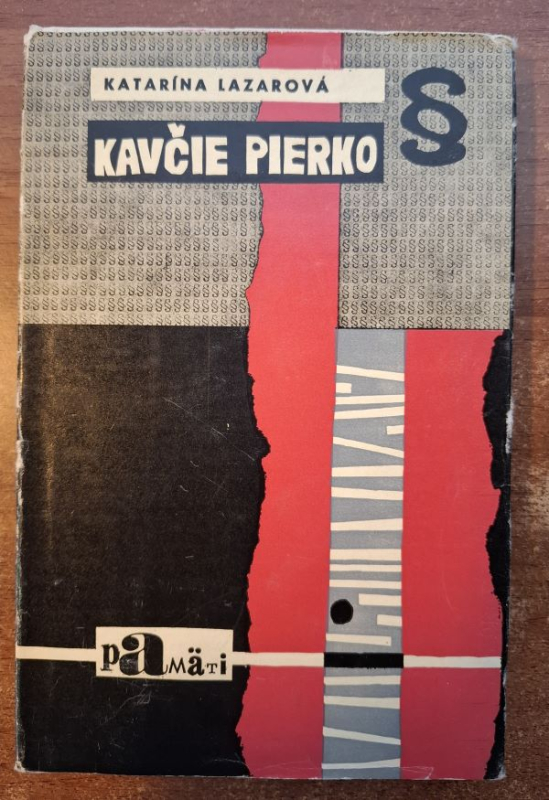 KATARÍNA LAZAROVÁ
§
KAVČIE PIERKO
paMäti